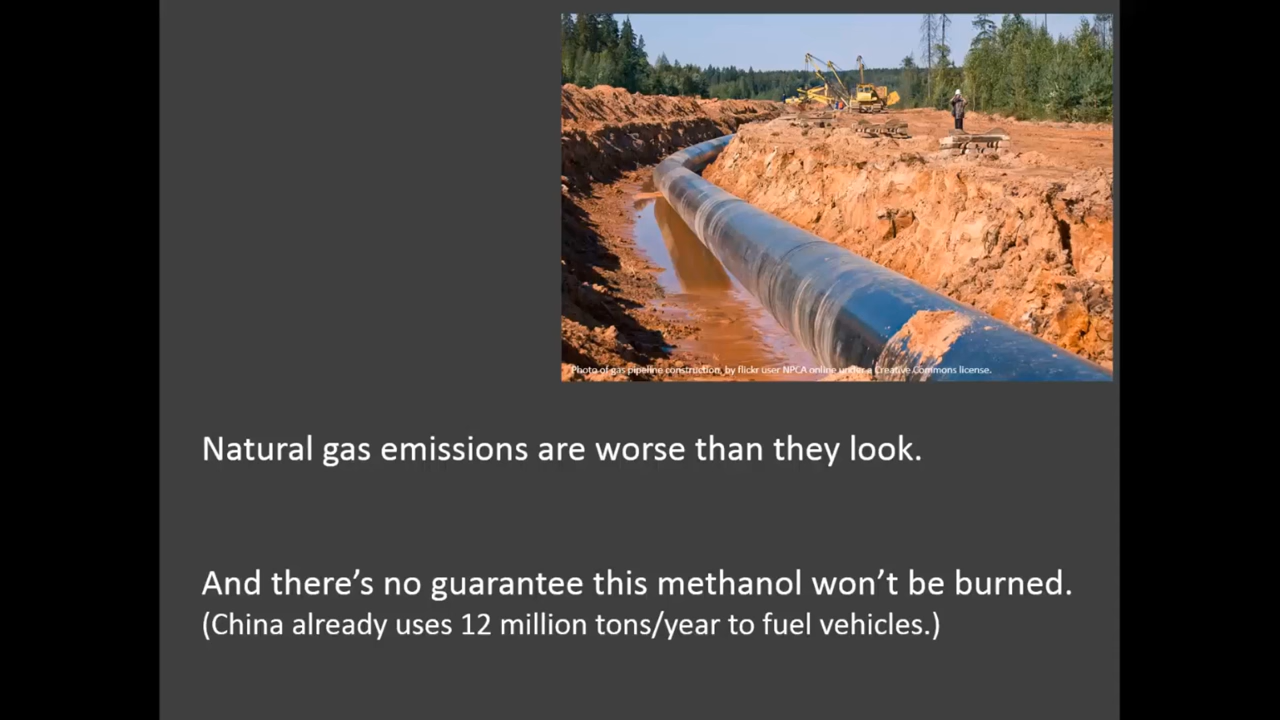 Photo of gas pipeline construction, by flickr user NPCA online under a Creative Commons license.
Natural gas emissions are worse than they look.
And there's no guarantee this methanol won't be burned.
(China already uses 12 million tons/year to fuel vehicles.)